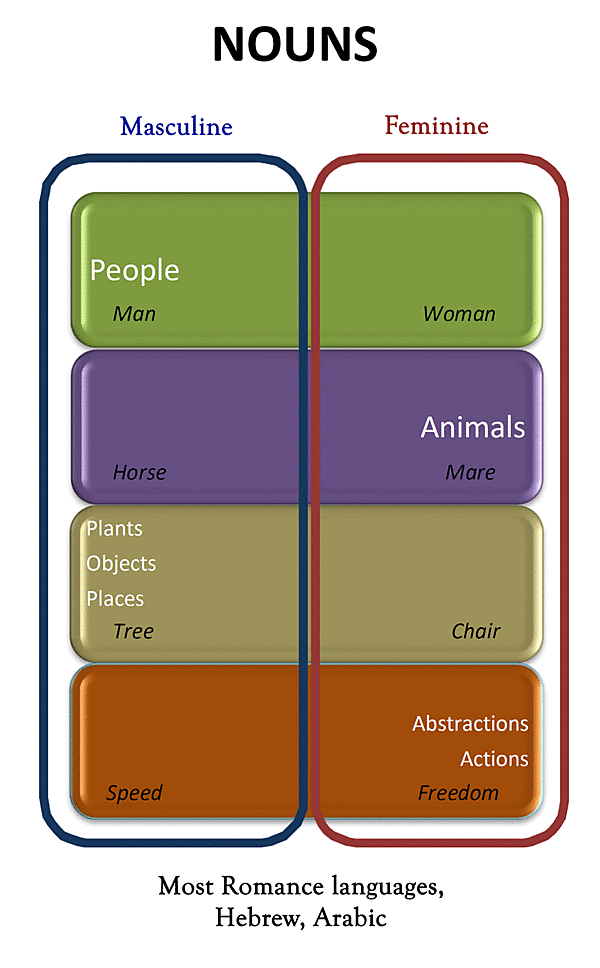 NOUNS
Masculine Feminine
People
Man Woman
Animals
Horse Mare
Plants
Objects
Places
Tree Chair
Abstractions
Actions
Speed Freedom
Most Romance languages,
Hebrew, Arabic